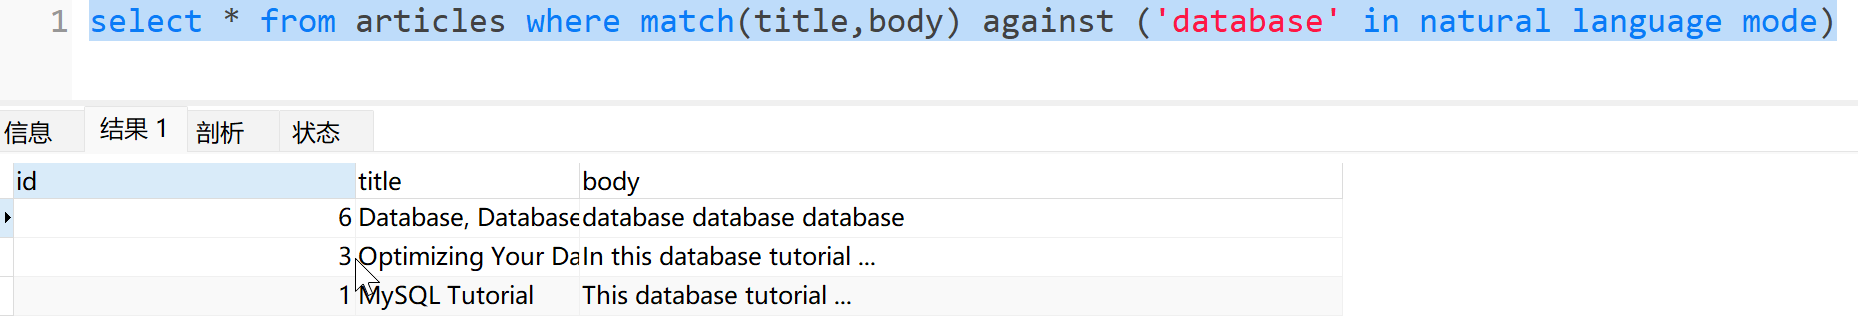 1 select * from articles where match(title,body) against ('database' in natural language mode)
信息 结果 1 剖析 状态
id title body
6 Database, Database database database database
3 Optimizing Your Da In this database tutorial ...
1 MySQL Tutorial This database tutorial ...